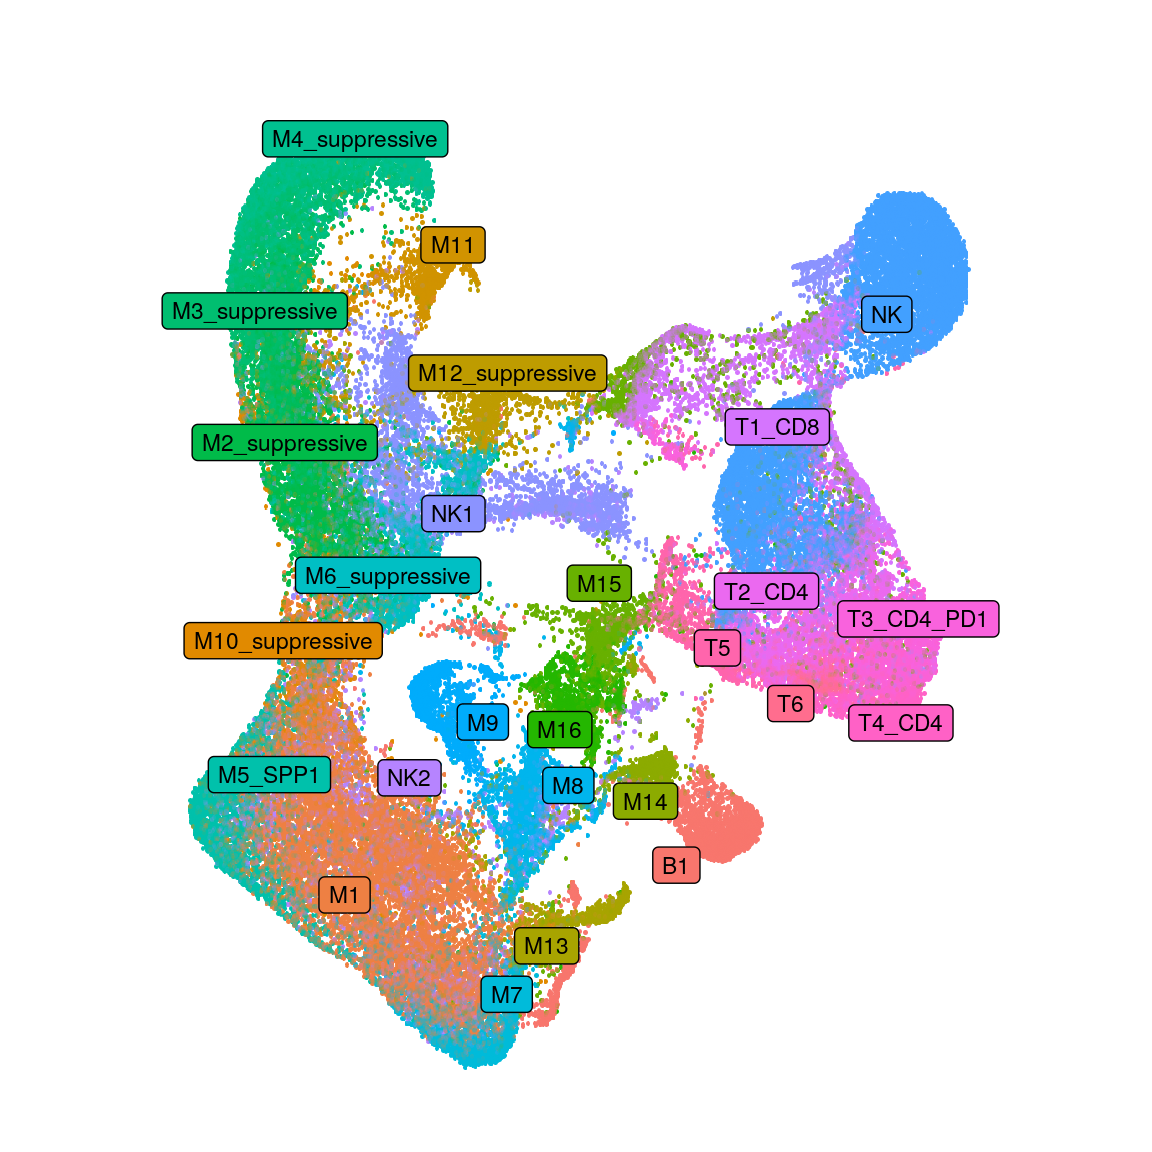 M4_suppressive
M11
M3_suppressive
NK
M12_suppressive
T1_CD8
M2_suppressive
NK1
M6_suppressive
M15
T2_CD4
T3_CD4_PD1
M10_suppressive
T5
T6
M9
M16
T4_CD4
M5_SPP1
NK2
M8
M14
B1
M1
M13
M7